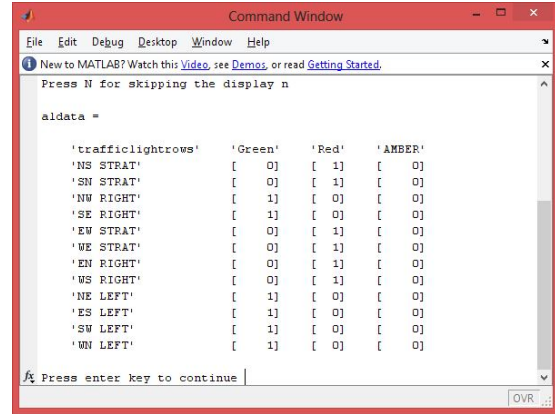 Command Window
File Edit Debug Desktop Window Help
New to MATLAB? Watch this Video, see Demos, or read Getting Started.
Press N for skipping the display n
aldata =
'trafficlightrows' 'Green' 'Red' 'AMBER'
'NS STRAT' [ 0] [ 1] [ 0]
'SN STRAT' [ 0] [ 1] [ 0]
'NW RIGHT' [ 1] [ 0] [ 0]
'SE RIGHT' [ 1] [ 0] [ 0]
'EW STRAT' [ 0] [ 1] [ 0]
'WE STRAT' [ 0] [ 1] [ 0]
'EN RIGHT' [ 0] [ 1] [ 0]
'WS RIGHT' [ 0] [ 1] [ 0]
'NE LEFT' [ 1] [ 0] [ 0]
'ES LEFT' [ 1] [ 0] [ 0]
'SW LEFT' [ 1] [ 0] [ 0]
'WN LEFT' [ 1] [ 0] [ 0]
fx Press enter key to continue
OVR